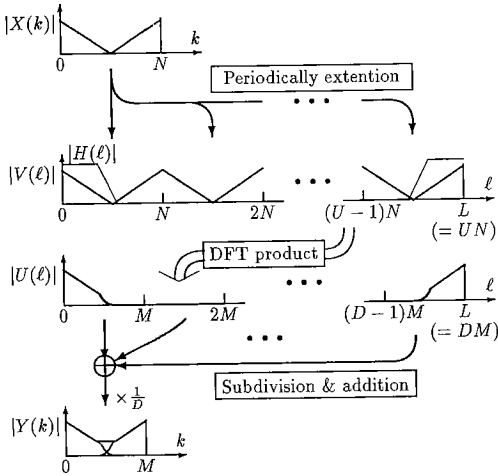 |X(k)|
0 N k
Periodically extention
|H(ℓ)|
|V(ℓ)|
0 N 2N (U−1)N L ℓ
(= UN)
DFT product
|U(ℓ)|
0 M 2M (D−1)M L ℓ
(= DM)
× 1/D
Subdivision & addition
|Y(k)|
0 M k